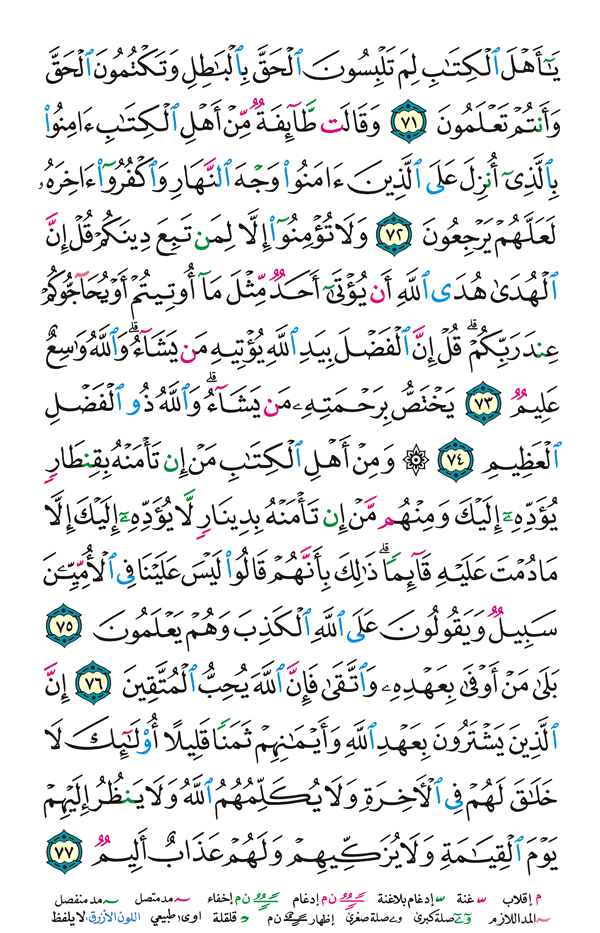 يَـٰٓأَهْلَ ٱلْكِتَـٰبِ لِمَ تَلْبِسُونَ ٱلْحَقَّ بِٱلْبَـٰطِلِ وَتَكْتُمُونَ ٱلْحَقَّ
وَأَنتُمْ تَعْلَمُونَ ٧١ وَقَالَت طَّآئِفَةٌ مِّنْ أَهْلِ ٱلْكِتَـٰبِ ءَامِنُوا۟
بِٱلَّذِىٓ أُنزِلَ عَلَى ٱلَّذِينَ ءَامَنُوا۟ وَجْهَ ٱلنَّهَارِ وَٱكْفُرُوٓا۟ ءَاخِرَهُۥ
لَعَلَّهُمْ يَرْجِعُونَ ٧٢ وَلَا تُؤْمِنُوٓا۟ إِلَّا لِمَن تَبِعَ دِينَكُمْ قُلْ إِنَّ
ٱلْهُدَىٰ هُدَى ٱللَّهِ أَن يُؤْتَىٰٓ أَحَدٌ مِّثْلَ مَآ أُوتِيتُمْ أَوْ يُحَآجُّوكُمْ
عِندَ رَبِّكُمْ ۗ قُلْ إِنَّ ٱلْفَضْلَ بِيَدِ ٱللَّهِ يُؤْتِيهِ مَن يَشَآءُ ۗ وَٱللَّهُ وَٰسِعٌ
عَلِيمٌ ٧٣ يَخْتَصُّ بِرَحْمَتِهِۦ مَن يَشَآءُ ۗ وَٱللَّهُ ذُو ٱلْفَضْلِ
ٱلْعَظِيمِ ٧٤ ۞ وَمِنْ أَهْلِ ٱلْكِتَـٰبِ مَنْ إِن تَأْمَنْهُ بِقِنطَارٍ
يُؤَدِّهِۦٓ إِلَيْكَ وَمِنْهُم مَّنْ إِن تَأْمَنْهُ بِدِينَارٍ لَّا يُؤَدِّهِۦٓ إِلَيْكَ إِلَّا
مَا دُمْتَ عَلَيْهِ قَآئِمًا ۗ ذَٰلِكَ بِأَنَّهُمْ قَالُوا۟ لَيْسَ عَلَيْنَا فِى ٱلْأُمِّيِّـۧنَ
سَبِيلٌ وَيَقُولُونَ عَلَى ٱللَّهِ ٱلْكَذِبَ وَهُمْ يَعْلَمُونَ ٧٥
بَلَىٰ مَنْ أَوْفَىٰ بِعَهْدِهِۦ وَٱتَّقَىٰ فَإِنَّ ٱللَّهَ يُحِبُّ ٱلْمُتَّقِينَ ٧٦ إِنَّ
ٱلَّذِينَ يَشْتَرُونَ بِعَهْدِ ٱللَّهِ وَأَيْمَـٰنِهِمْ ثَمَنًا قَلِيلًا أُو۟لَـٰٓئِكَ لَا
خَلَـٰقَ لَهُمْ فِى ٱلْـَٔاخِرَةِ وَلَا يُكَلِّمُهُمُ ٱللَّهُ وَلَا يَنظُرُ إِلَيْهِمْ
يَوْمَ ٱلْقِيَـٰمَةِ وَلَا يُزَكِّيهِمْ وَلَهُمْ عَذَابٌ أَلِيمٌ ٧٧
م إقلاب غنة إدغام بلاغنة ن م إدغام ن م إخفاء مد متصل مد منفصل
المد اللازم صلة كبرى صلة صغرى إظهار ن م قلقلة اوى طبيعي اللون الأزرق: لا يلفظ